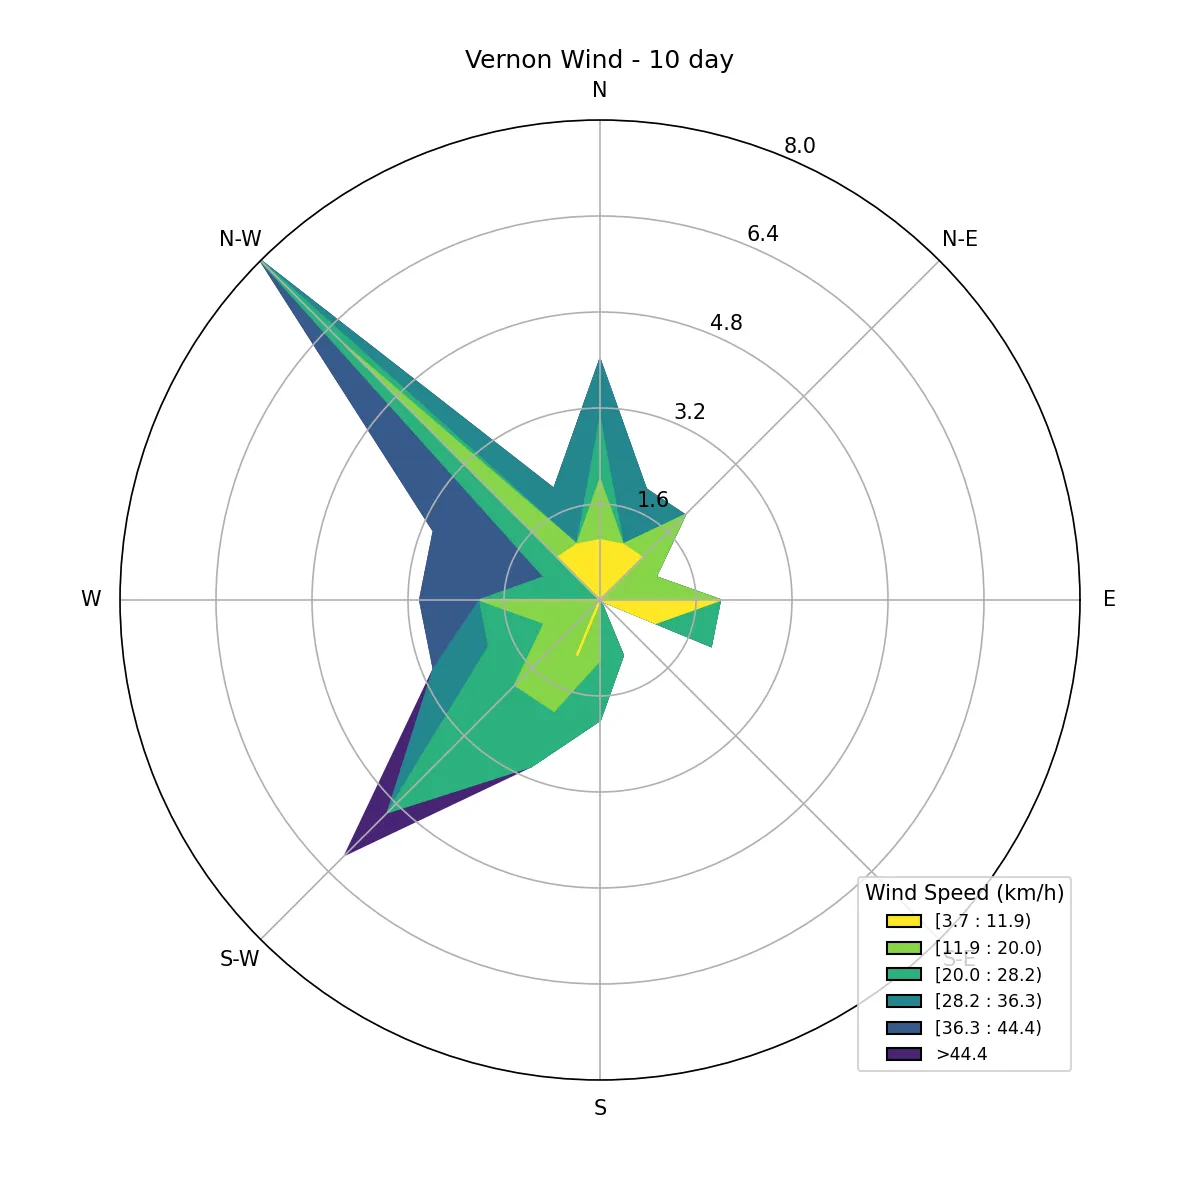 Vernon Wind - 10 day
N
8.0
N-W
6.4
N-E
4.8
3.2
1.6
W
E
Wind Speed (km/h)
[3.7 : 11.9)
[11.9 : 20.0)
S-W
S-E
[20.0 : 28.2)
[28.2 : 36.3)
[36.3 : 44.4)
>44.4
S